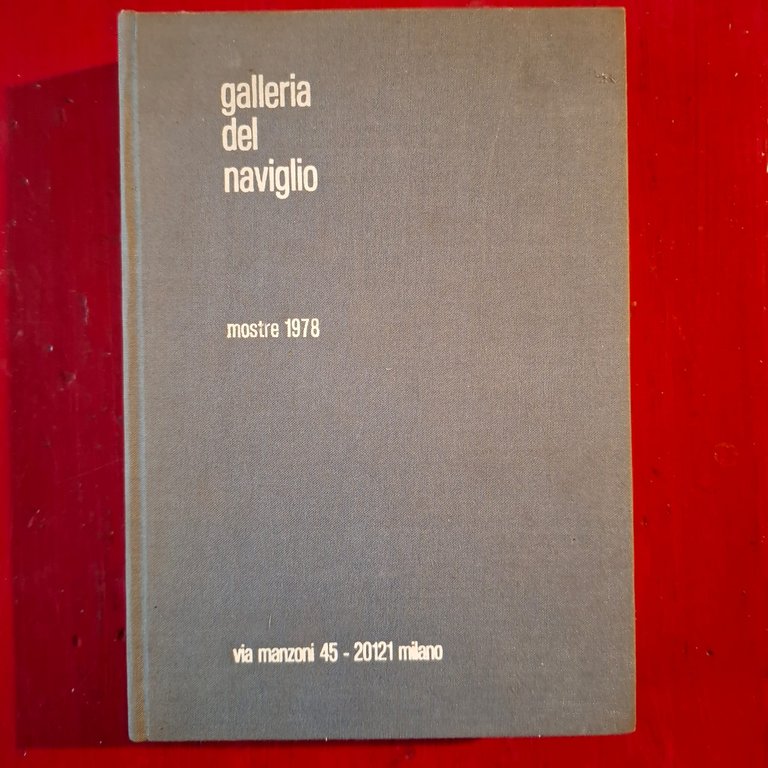 galleria
del
naviglio
mostre 1978
via manzoni 45 - 20121 milano